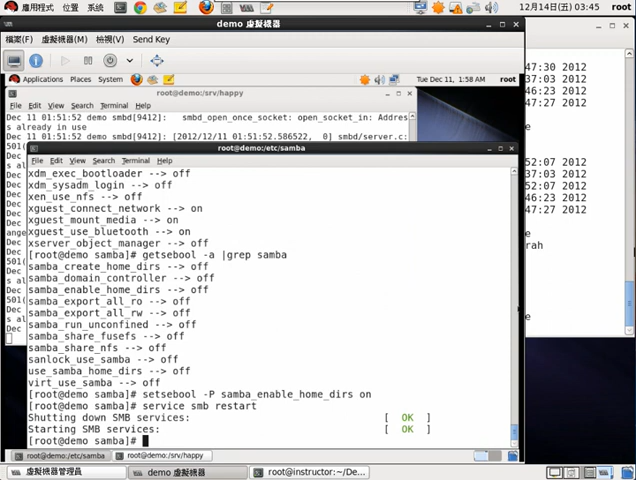 應用程式 位置 系統 12月14日(五) 03:45 root
demo 虛擬機器
檔案(F) 虛擬機器(M) 檢視(V) Send Key
Applications Places System Tue Dec 11, 1:58 AM root
root@demo:/srv/happy
File Edit View Search Terminal Help
Dec 11 01:51:52 demo smbd[9412]: smbd_open_once_socket: open_socket_in: Addres
s already in use
Dec 11 01:51:52 demo smbd[9412]: [2012/12/11 01:51:52.586522, 0] smbd/server.c:
501(
root@demo:/etc/samba
File Edit View Search Terminal Help
xdm_exec_bootloader --> off
xdm_sysadm_login --> off
xen_use_nfs --> off
xguest_connect_network --> on
xguest_mount_media --> on
xguest_use_bluetooth --> on
xserver_object_manager --> off
[root@demo samba]# getsebool -a |grep samba
samba_create_home_dirs --> off
samba_domain_controller --> off
samba_enable_home_dirs --> off
samba_export_all_ro --> off
samba_export_all_rw --> off
samba_run_unconfined --> off
samba_share_fusefs --> off
samba_share_nfs --> off
sanlock_use_samba --> off
use_samba_home_dirs --> off
virt_use_samba --> off
[root@demo samba]# setsebool -P samba_enable_home_dirs on
[root@demo samba]# service smb restart
Shutting down SMB services: [ OK ]
Starting SMB services: [ OK ]
[root@demo samba]#
47:30 2012
37:03 2012
46:23 2012
47:27 2012
e
52:07 2012
37:03 2012
46:23 2012
47:27 2012
e
rah
e
root@demo:/etc/samba root@demo:/srv/happy
虛擬機器管理員 demo 虛擬機器 root@instructor:/De...